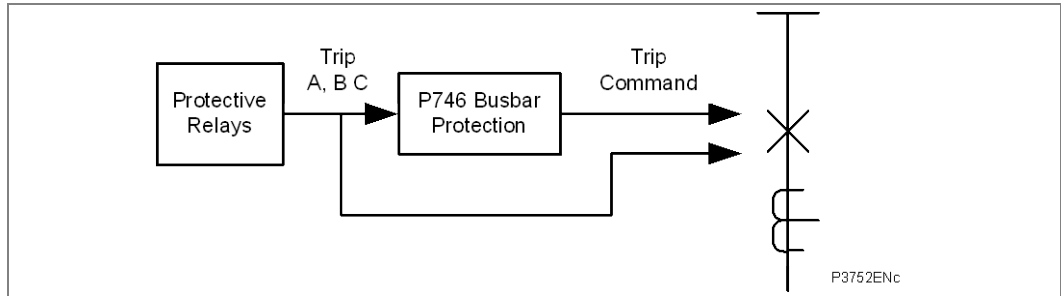 Trip
A, B C
Trip
Command
Protective
Relays
P746 Busbar
Protection
P3752ENc